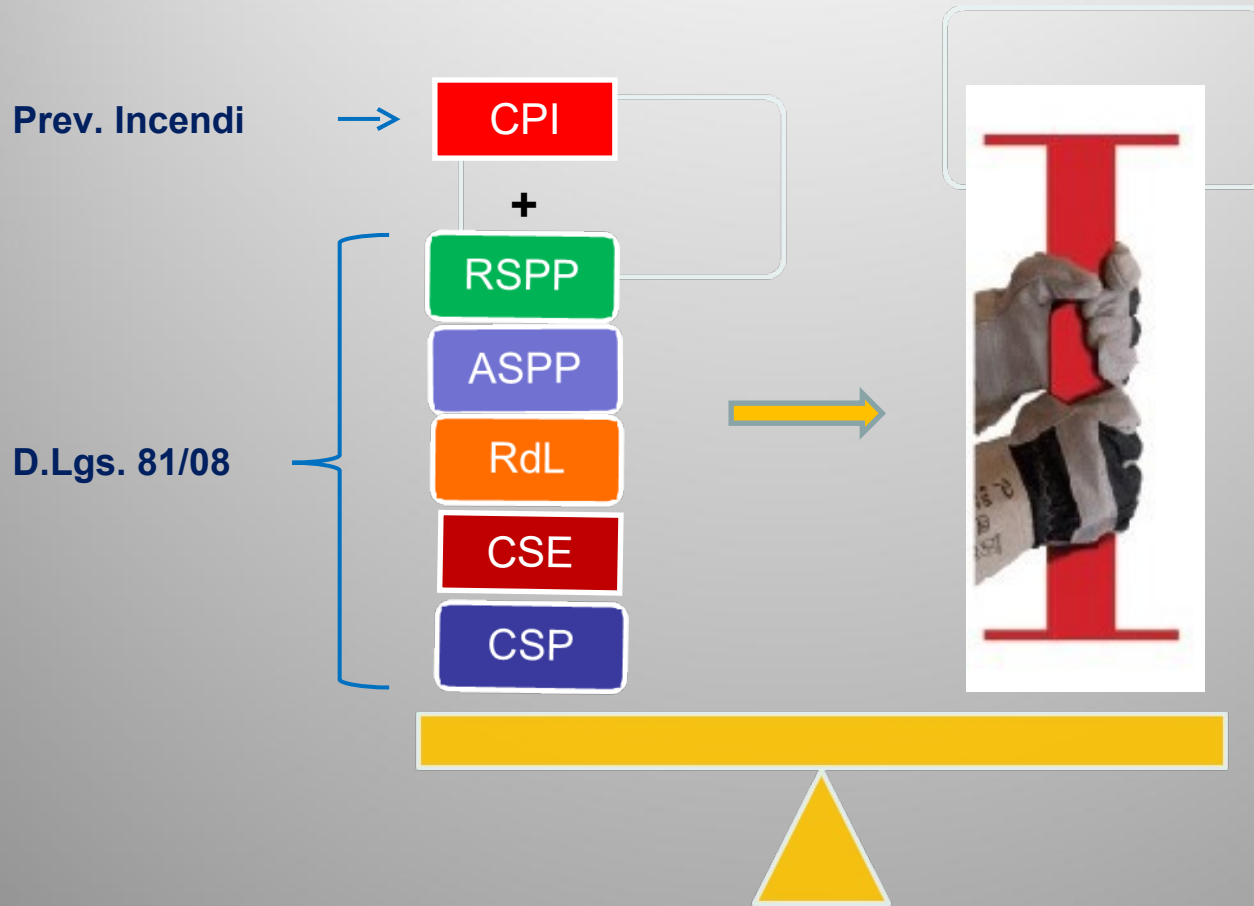 Prev. Incendi
CPI
+
RSPP
ASPP
D.Lgs. 81/08
RdL
CSE
CSP